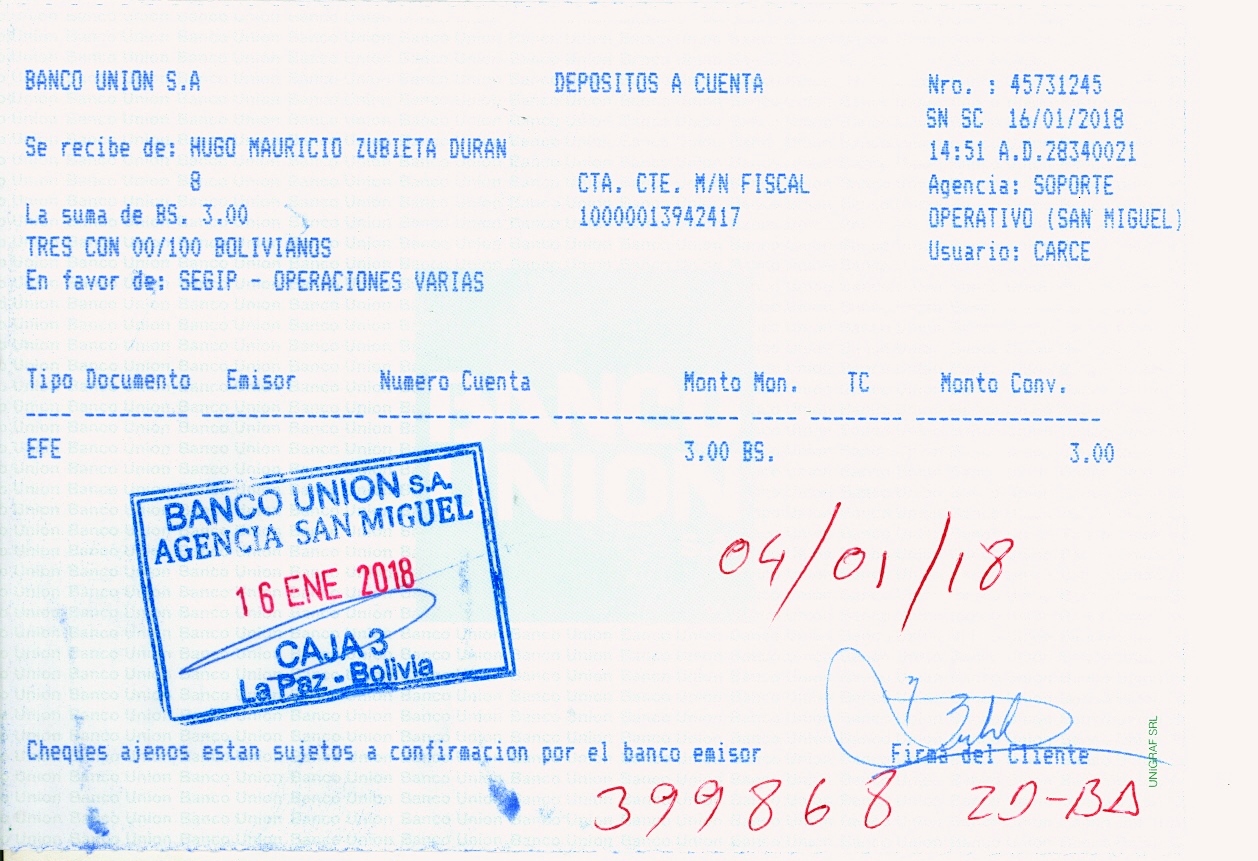 BANCO UNION S.A
DEPOSITOS A CUENTA
Nro. : 45731245
SN SC 16/01/2018
Se recibe de: HUGO MAURICIO ZUBIETA DURAN
14:51 A.D.28340021
8
CTA. CTE. M/N FISCAL
Agencia: SOPORTE
La suma de BS. 3.00
10000013942417
OPERATIVO (SAN MIGUEL)
TRES CON 00/100 BOLIVIANOS
Usuario: CARCE
En favor de: SEGIP - OPERACIONES VARIAS
Tipo Documento Emisor Numero Cuenta Monto Mon. TC Monto Conv.
EFE 3.00 BS. 3.00
BANCO UNION S.A.
AGENCIA SAN MIGUEL
16 ENE 2018
CAJA 3
La Paz - Bolivia
04/01/18
Cheques ajenos estan sujetos a confirmacion por el banco emisor
Firma del Cliente
399868
UNIGRAF SRL
BANCO
UNION